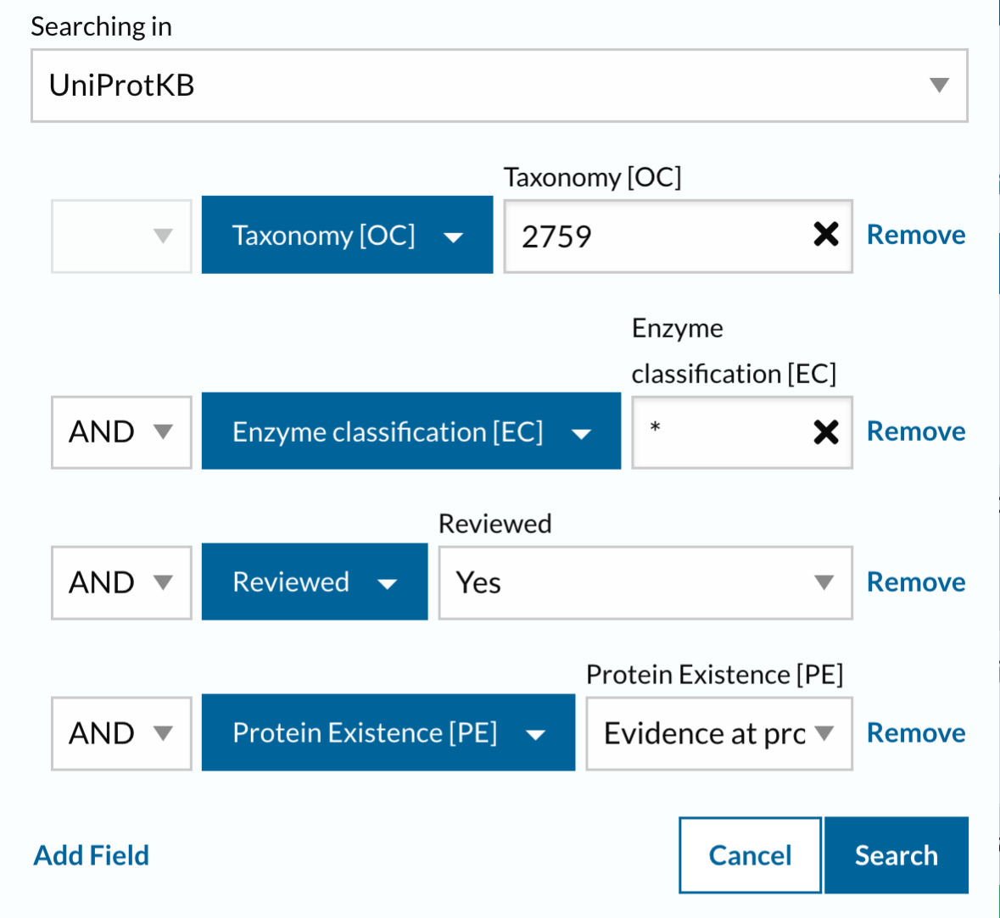 Searching in
UniProtKB
Taxonomy [OC]
Taxonomy [OC] 2759 Remove
Enzyme
classification [EC]
AND Enzyme classification [EC] * Remove
Reviewed
AND Reviewed Yes Remove
Protein Existence [PE]
AND Protein Existence [PE] Evidence at pro Remove
Add Field Cancel Search